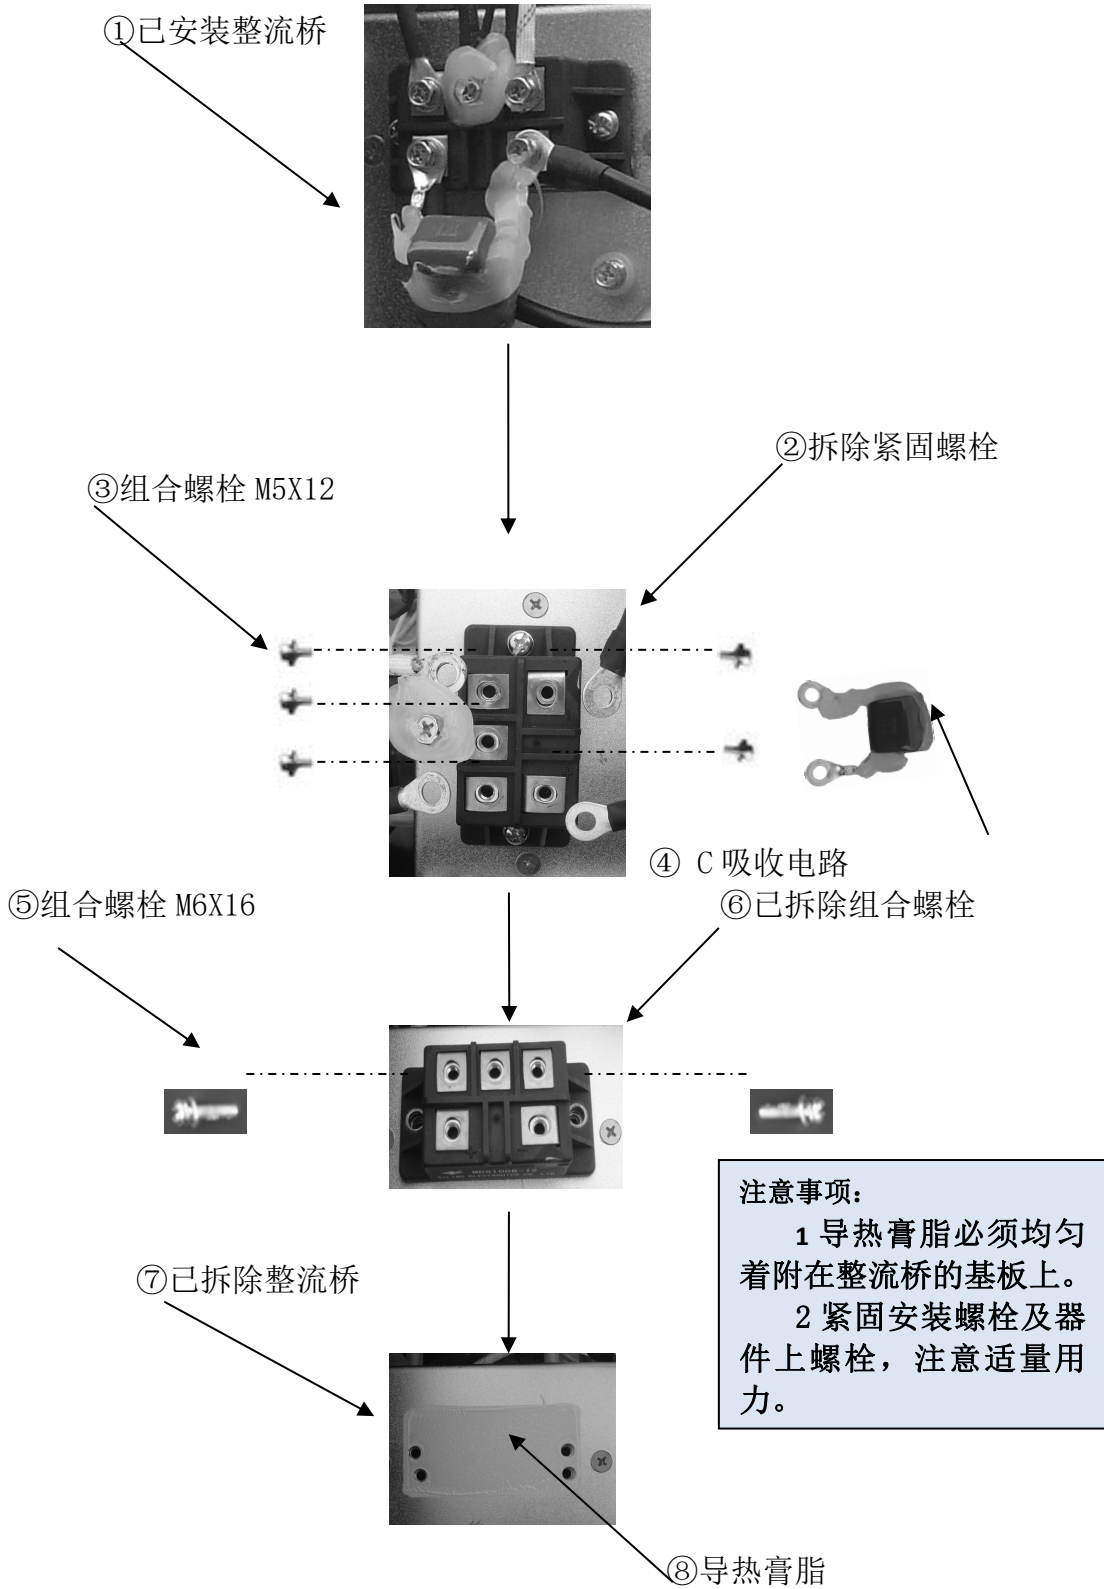 ①已安装整流桥
②拆除紧固螺栓
③组合螺栓 M5X12
④ C 吸收电路
⑤组合螺栓 M6X16
⑥已拆除组合螺栓
注意事项：
1 导热膏脂必须均匀
着附在整流桥的基板上。
2 紧固安装螺栓及器
件上螺栓，注意适量用
力。
⑦已拆除整流桥
⑧导热膏脂